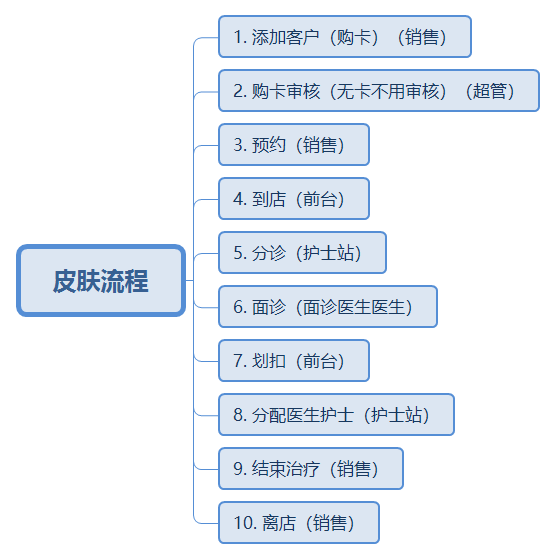 皮肤流程
1. 添加客户（购卡）（销售）
2. 购卡审核（无卡不用审核）（超管）
3. 预约（销售）
4. 到店（前台）
5. 分诊（护士站）
6. 面诊（面诊医生医生）
7. 划扣（前台）
8. 分配医生护士（护士站）
9. 结束治疗（销售）
10. 离店（销售）